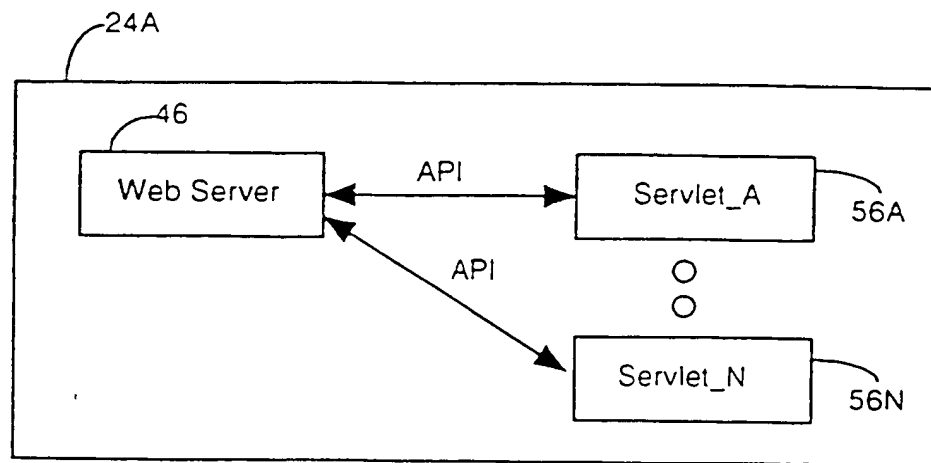 24A
46
Web Server
API
Servlet_A
56A
API
Servlet_N
56N